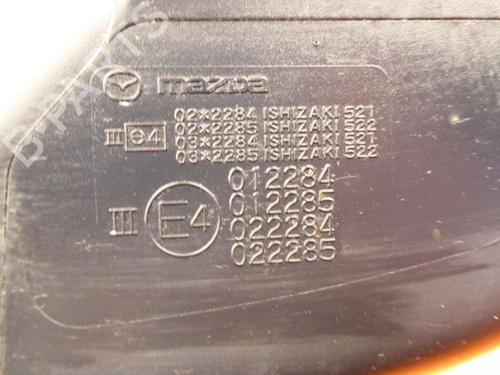 B-PARTS
mazda
02*2284 ISHIZAKI 521
02*2285 ISHIZAKI 522
III e4
03*2284 ISHIZAKI 521
03*2285 ISHIZAKI 522
012284
012285
III E4
022284
022285